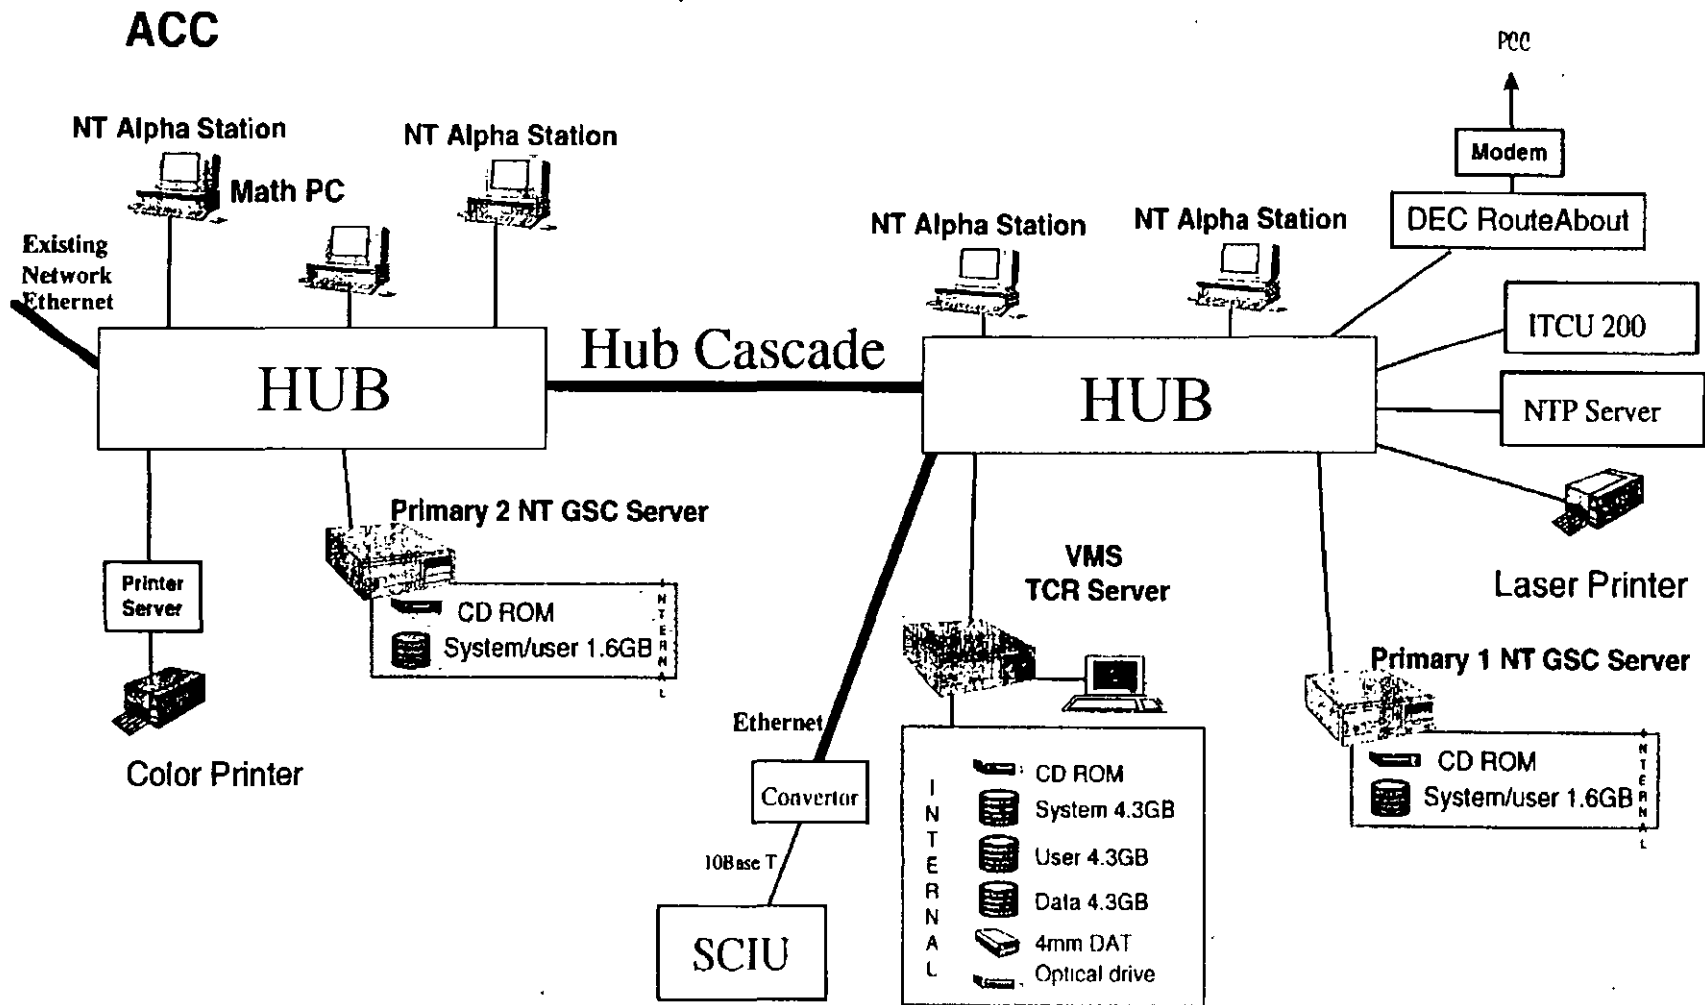 ACC
PCC
NT Alpha Station
NT Alpha Station
Modem
Math PC
NT Alpha Station
NT Alpha Station
DEC RouteAbout
Existing
Network
Ethernet
ITCU 200
Hub Cascade
HUB
HUB
NTP Server
Primary 2 NT GSC Server
VMS
TCR Server
Printer
Server
CD ROM
System/user 1.6GB
INTERNAL
Laser Printer
Primary 1 NT GSC Server
Ethernet
Color Printer
CD ROM
System/user 1.6GB
INTERNAL
Convertor
INTERNAL
CD ROM
System 4.3GB
User 4.3GB
Data 4.3GB
4mm DAT
Optical drive
10Base T
SCIU